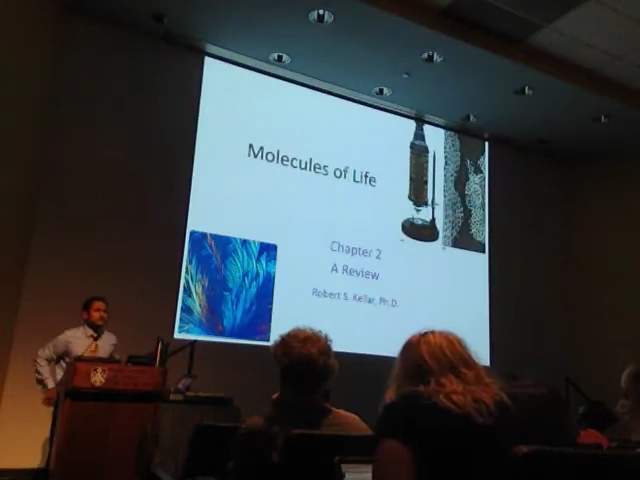 Molecules of Life
Chapter 2
A Review
Robert S. Kellar, Ph.D.